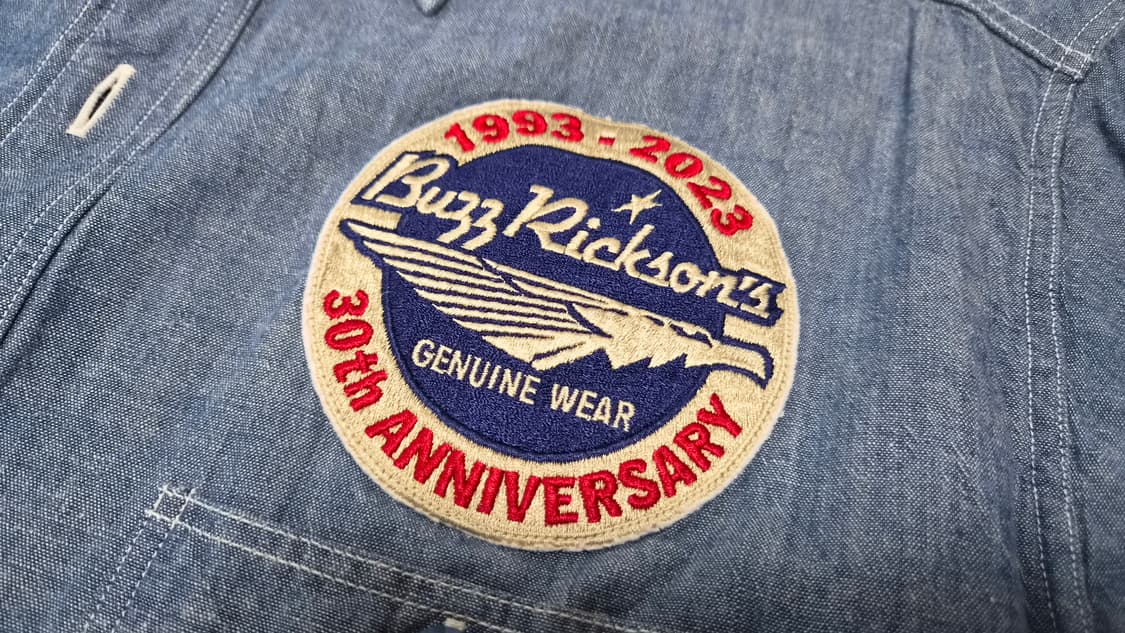 1993 - 2023
Buzz Rickson's
GENUINE WEAR
30th ANNIVERSARY